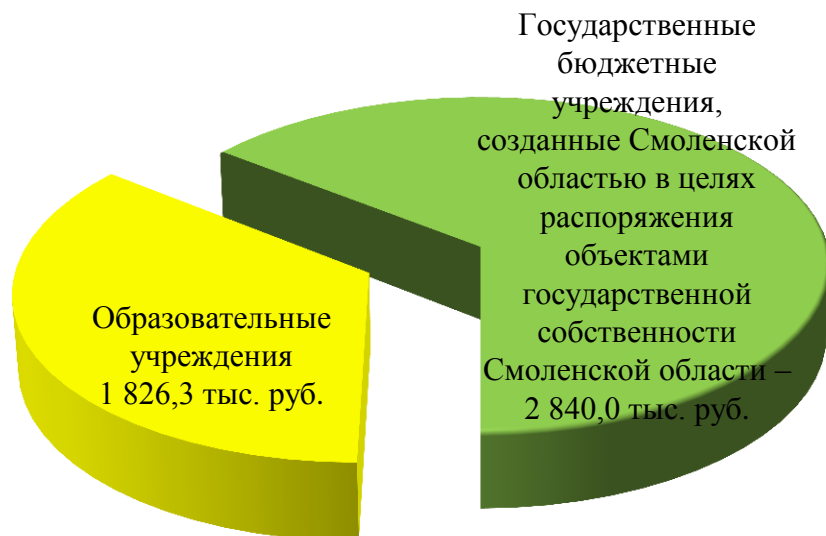 Государственные
бюджетные
учреждения,
созданные Смоленской
областью в целях
распоряжения
объектами
государственной
собственности
Смоленской области –
2 840,0 тыс. руб.
Образовательные
учреждения
1 826,3 тыс. руб.